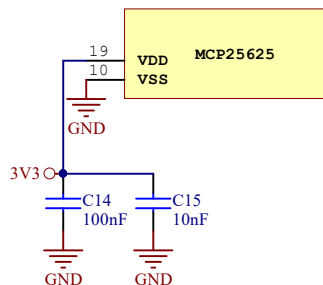 19 VDD MCP25625
10 VSS
GND
3V3
C14 C15
100nF 10nF
GND GND